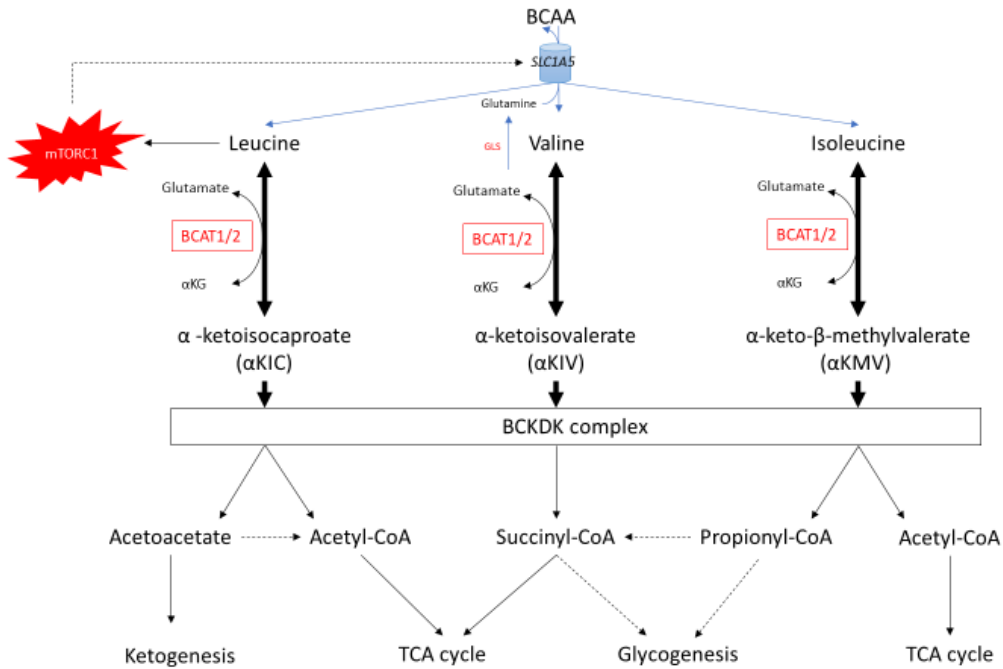 BCAA
SLC1A5
Glutamine
mTORC1
Leucine
GLS
Valine
Isoleucine
Glutamate
Glutamate
Glutamate
BCAT1/2
BCAT1/2
BCAT1/2
αKG
αKG
αKG
α -ketoisocaproate
(αKIC)
α-ketoisovalerate
(αKIV)
α-keto-β-methylvalerate
(αKMV)
BCKDK complex
Acetoacetate
Acetyl-CoA
Succinyl-CoA
Propionyl-CoA
Acetyl-CoA
Ketogenesis
TCA cycle
Glycogenesis
TCA cycle